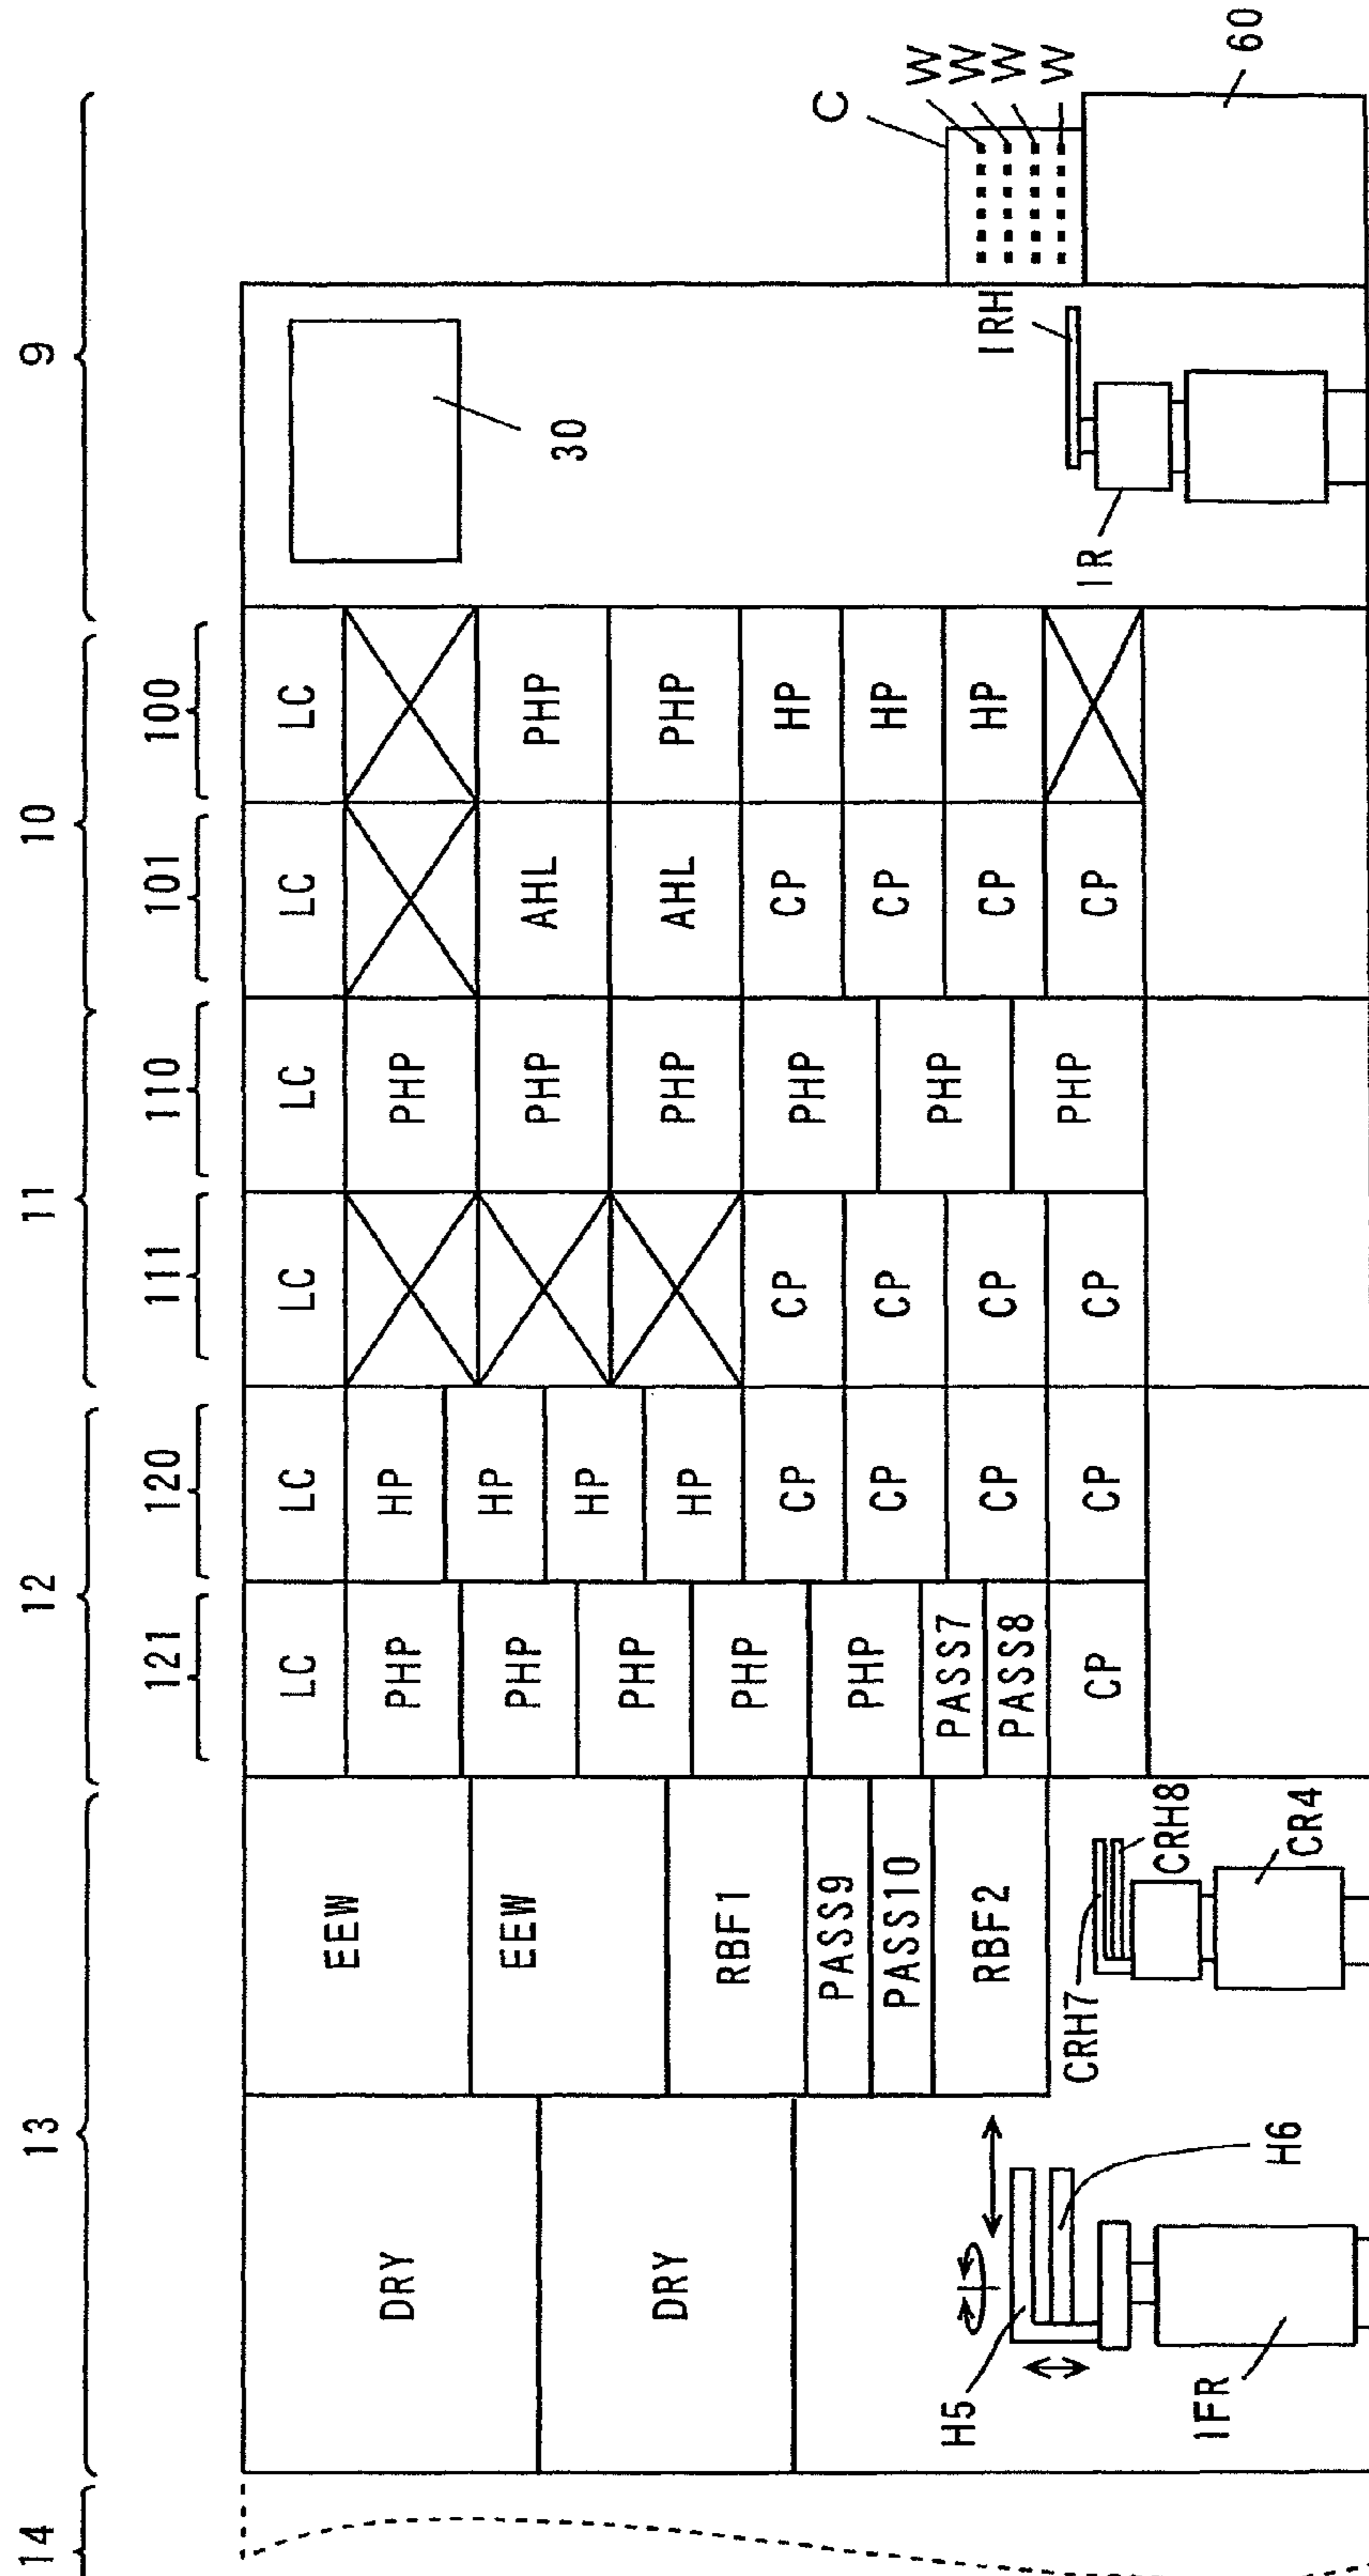 14
13
12
11
10
9
121
120
111
110
101
100
DRY
DRY
H5
H6
IFR
EEW
EEW
RBF1
PASS9
PASS10
RBF2
CRH7
CRH8
CR4
LC
PHP
PHP
PHP
PHP
PHP
PASS7
PASS8
CP
LC
HP
HP
HP
HP
CP
CP
CP
CP
LC
CP
CP
CP
CP
LC
PHP
PHP
PHP
PHP
PHP
PHP
LC
AHL
AHL
CP
CP
CP
CP
LC
PHP
PHP
HP
HP
HP
30
IRH
IR
C
W
W
W
W
60